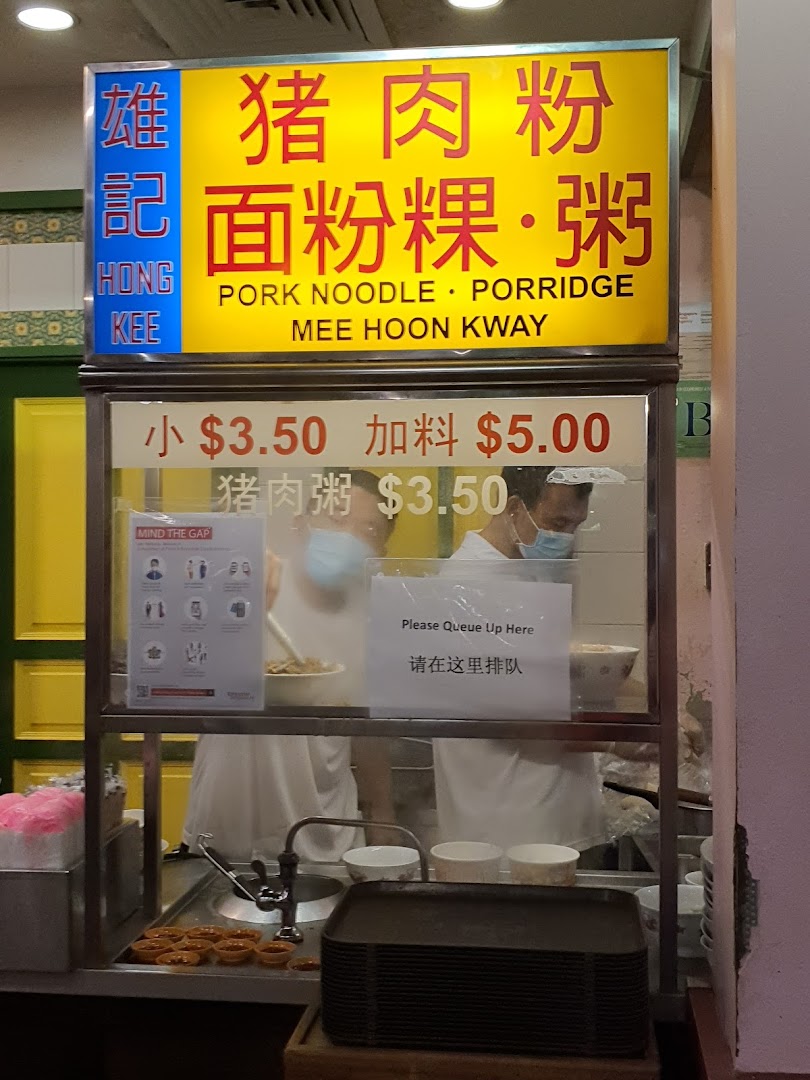 雄記
HONG
KEE
猪肉粉
面粉粿·粥
PORK NOODLE · PORRIDGE
MEE HOON KWAY
小 $3.50 加料 $5.00
猪肉粥 $3.50
MIND THE GAP
Please Queue Up Here
请在这里排队
B